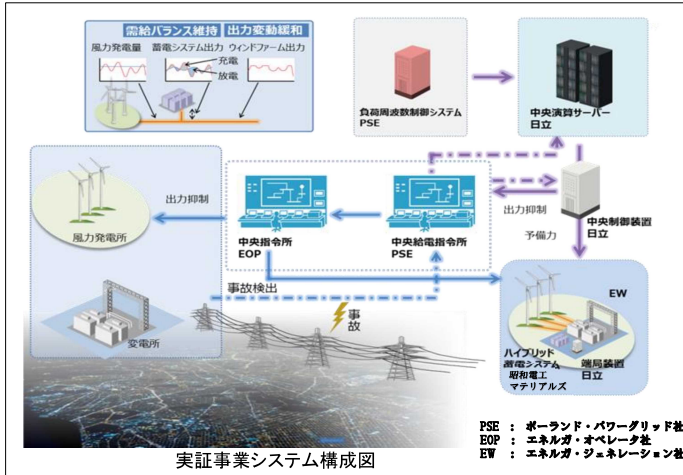 需給バランス維持 出力変動緩和
風力発電量 蓄電システム出力 ウィンドファーム出力
充電
放電
負荷周波数制御システム
PSE
中央演算サーバー
日立
風力発電所
出力抑制
中央指令所
EOP
中央給電指令所
PSE
出力抑制
予備力
中央制御装置
日立
変電所
事故検出
事故
EW
ハイブリッド
蓄電システム
昭和電工
マテリアルズ
端局装置
日立
PSE : ポーランド・パワーグリッド社
EOP : エネルガ・オペレータ社
EW : エネルガ・ジェネレーション社
実証事業システム構成図